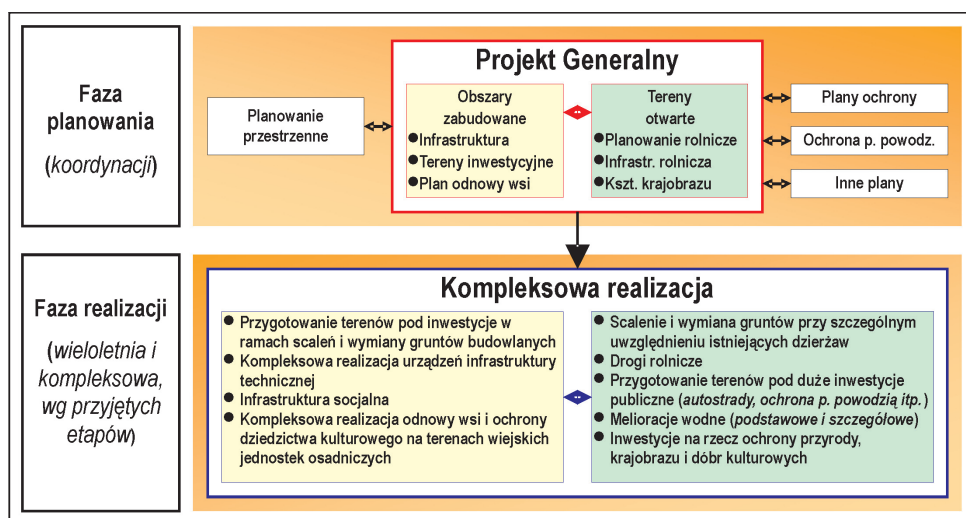 Faza
planowania
(koordynacji)
Planowanie
przestrzenne
Projekt Generalny
Obszary
zabudowane
● Infrastruktura
● Tereny inwestycyjne
● Plan odnowy wsi
Tereny
otwarte
● Planowanie rolnicze
● Infrastr. rolnicza
● Kszt. krajobrazu
Plany ochrony
Ochrona p. powodz.
Inne plany
Faza realizacji
(wieloletnia i
kompleksowa,
wg przyjętych
etapów)
Kompleksowa realizacja
● Przygotowanie terenów pod inwestycje w
ramach scaleń i wymiany gruntów budowlanych
● Kompleksowa realizacja urządzeń infrastruktury
technicznej
● Infrastruktura socjalna
● Kompleksowa realizacja odnowy wsi i ochrony
dziedzictwa kulturowego na terenach wiejskich
jednostek osadniczych
● Scalenie i wymiana gruntów przy szczególnym
uwzględnieniu istniejących dzierżaw
● Drogi rolnicze
● Przygotowanie terenów pod duże inwestycje
publiczne (autostrady, ochrona p. powodzią itp.)
● Melioracje wodne (podstawowe i szczegółowe)
● Inwestycje na rzecz ochrony przyrody,
krajobrazu i dóbr kulturowych